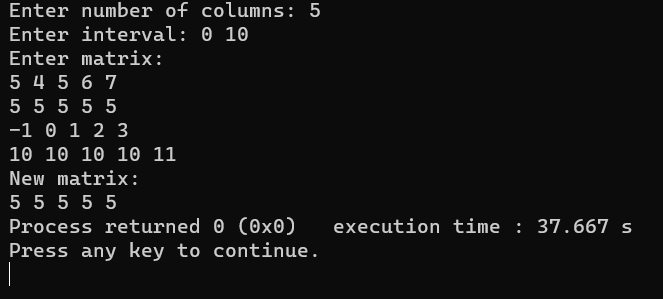 Enter number of columns: 5
Enter interval: 0 10
Enter matrix:
5 4 5 6 7
5 5 5 5 5
-1 0 1 2 3
10 10 10 10 11
New matrix:
5 5 5 5 5
Process returned 0 (0x0)   execution time : 37.667 s
Press any key to continue.